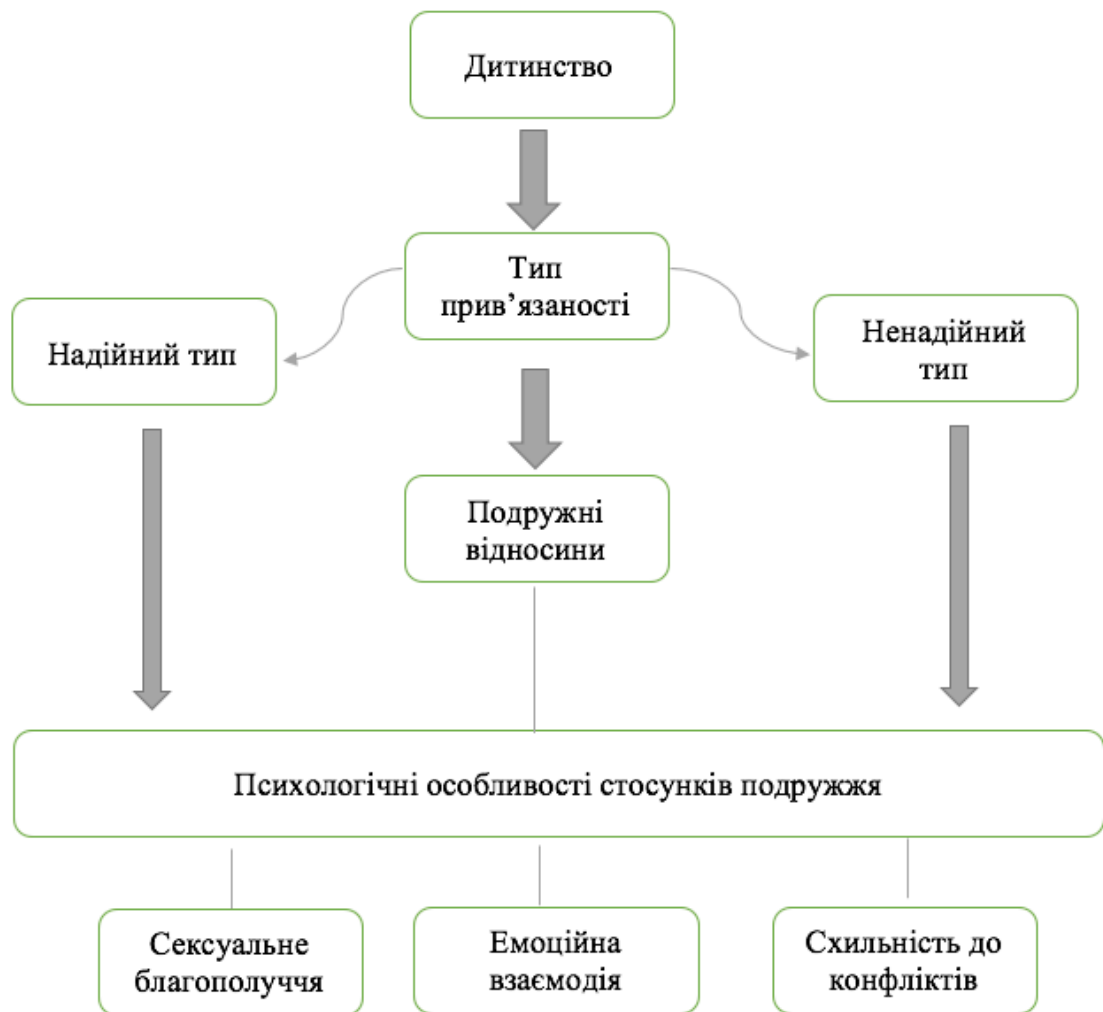 Дитинство
Тип
прив’язаності
Надійний тип
Ненадійний
тип
Подружні
відносини
Психологічні особливості стосунків подружжя
Сексуальне
благополуччя
Емоційна
взаємодія
Схильність до
конфліктів